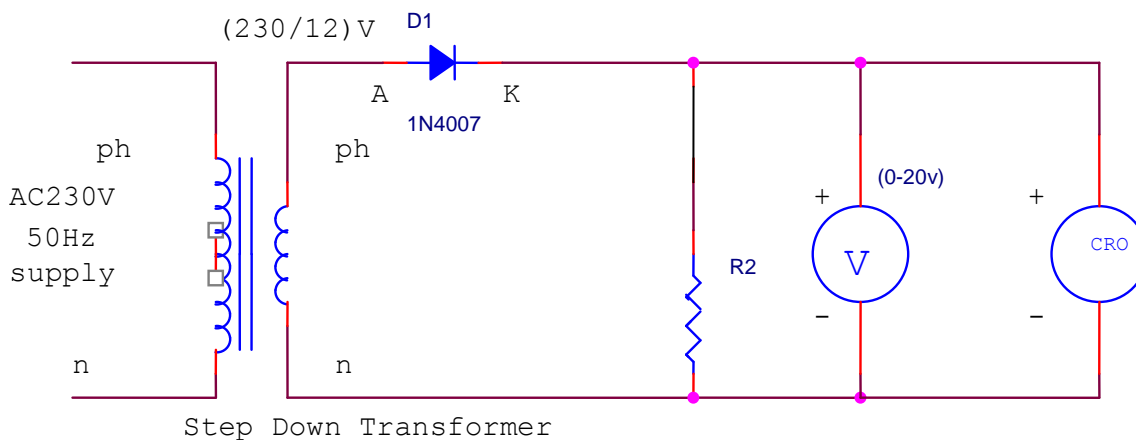 (230/12)V
D1
A
K
1N4007
ph
ph
AC230V
50Hz
supply
(0-20v)
+
+
V
CRO
R2
-
-
n
n
Step Down Transformer